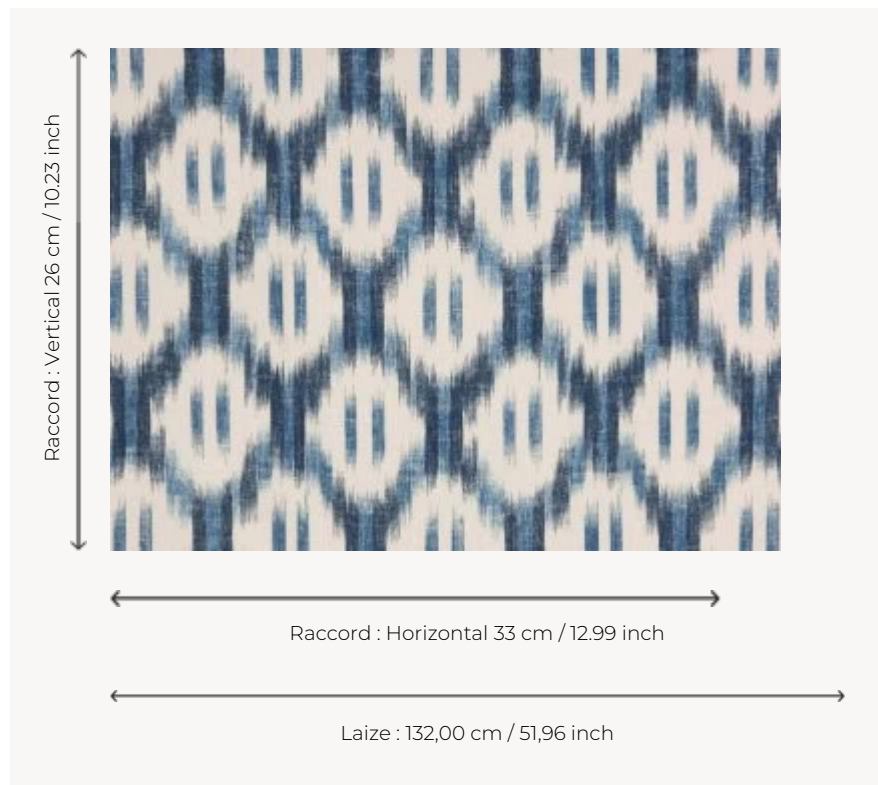 Raccord : Vertical 26 cm / 10.23 inch
Raccord : Horizontal 33 cm / 12.99 inch
Laize : 132,00 cm / 51,96 inch